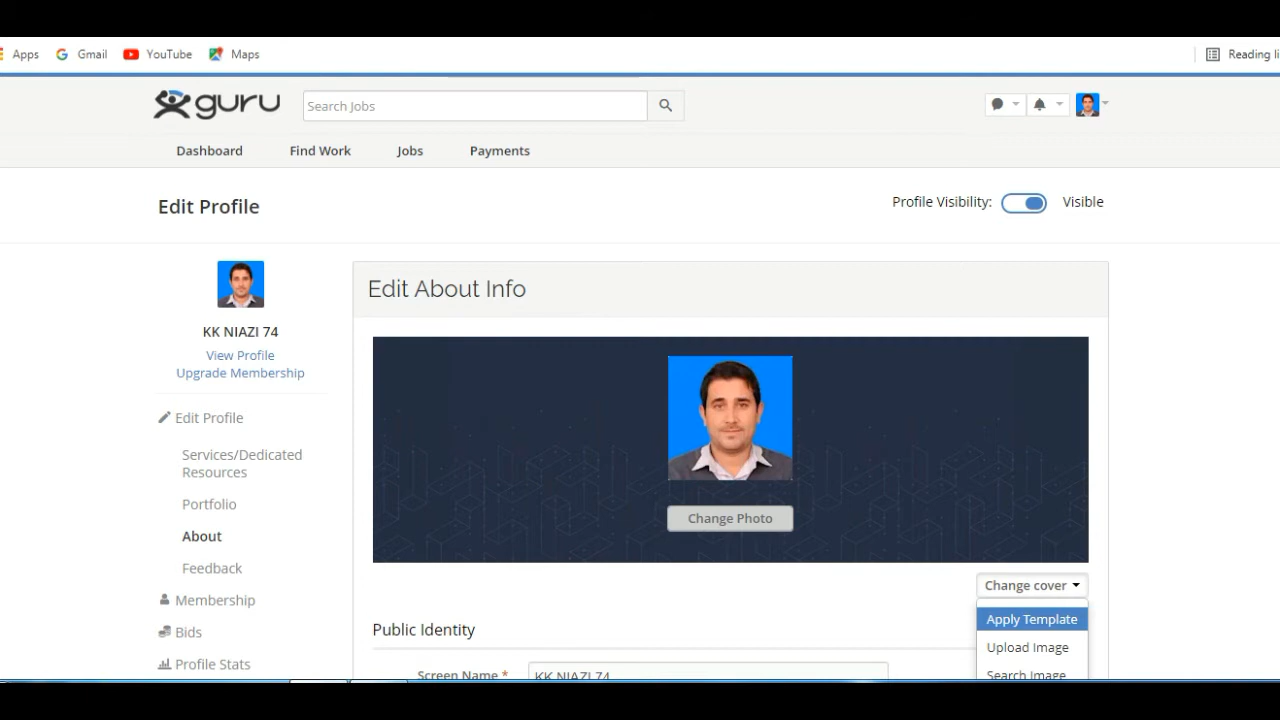 Apps Gmail YouTube Maps Reading li
guru Search Jobs
Dashboard Find Work Jobs Payments
Edit Profile
Profile Visibility: Visible
KK NIAZI 74
View Profile
Upgrade Membership
Edit Profile
Services/Dedicated
Resources
Portfolio
About
Feedback
Membership
Bids
Profile Stats
Edit About Info
Change Photo
Change cover
Apply Template
Upload Image
Search Image
Public Identity
Screen Name * KK NIAZI 74